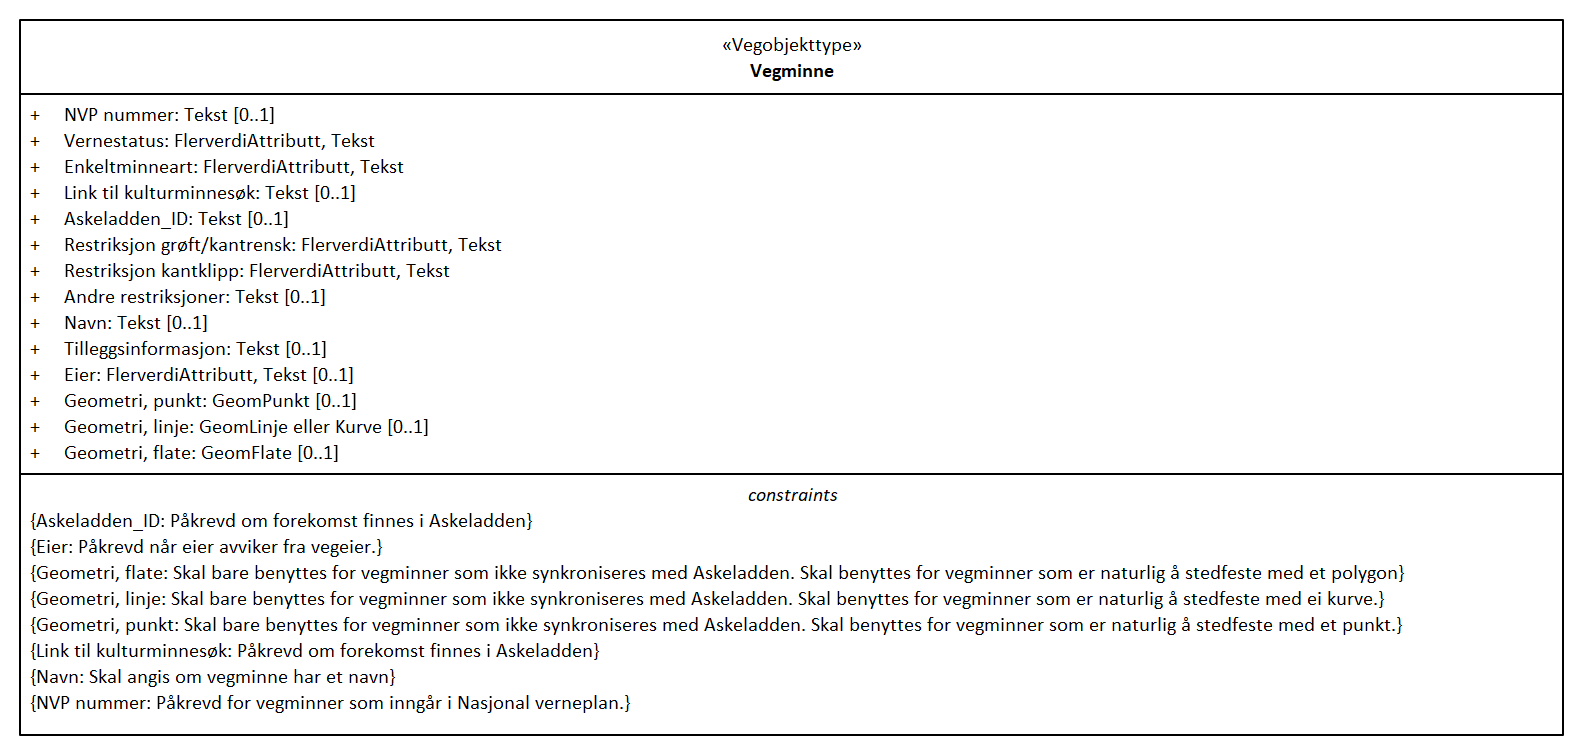 «Vegobjekttype»
Vegminne
+ NVP nummer: Tekst [0..1]
+ Vernestatus: FlerverdiAttributt, Tekst
+ Enkeltminneart: FlerverdiAttributt, Tekst
+ Link til kulturminnesøk: Tekst [0..1]
+ Askeladden_ID: Tekst [0..1]
+ Restriksjon grøft/kantrensk: FlerverdiAttributt, Tekst
+ Restriksjon kantklipp: FlerverdiAttributt, Tekst
+ Andre restriksjoner: Tekst [0..1]
+ Navn: Tekst [0..1]
+ Tilleggsinformasjon: Tekst [0..1]
+ Eier: FlerverdiAttributt, Tekst [0..1]
+ Geometri, punkt: GeomPunkt [0..1]
+ Geometri, linje: GeomLinje eller Kurve [0..1]
+ Geometri, flate: GeomFlate [0..1]
constraints
{Askeladden_ID: Påkrevd om forekomst finnes i Askeladden}
{Eier: Påkrevd når eier avviker fra vegeier.}
{Geometri, flate: Skal bare benyttes for vegminner som ikke synkroniseres med Askeladden. Skal benyttes for vegminner som er naturlig å stedfeste med et polygon}
{Geometri, linje: Skal bare benyttes for vegminner som ikke synkroniseres med Askeladden. Skal benyttes for vegminner som er naturlig å stedfeste med ei kurve.}
{Geometri, punkt: Skal bare benyttes for vegminner som ikke synkroniseres med Askeladden. Skal benyttes for vegminner som er naturlig å stedfeste med et punkt.}
{Link til kulturminnesøk: Påkrevd om forekomst finnes i Askeladden}
{Navn: Skal angis om vegminne har et navn}
{NVP nummer: Påkrevd for vegminner som inngår i Nasjonal verneplan.}